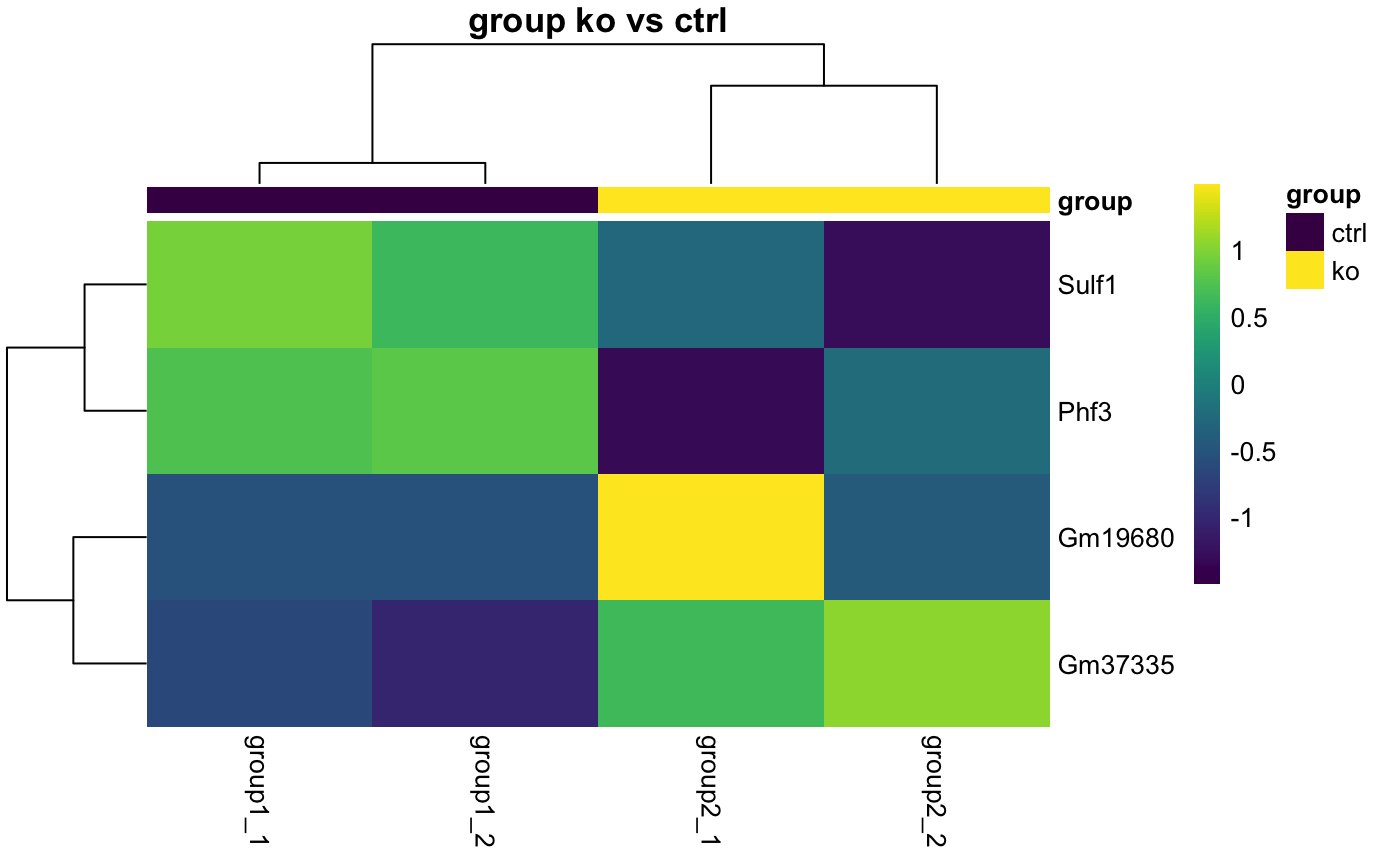 group ko vs ctrl
group
Sulf1
Phf3
Gm19680
Gm37335
group1_1
group1_2
group2_1
group2_2
1
0.5
0
-0.5
-1
group
ctrl
ko